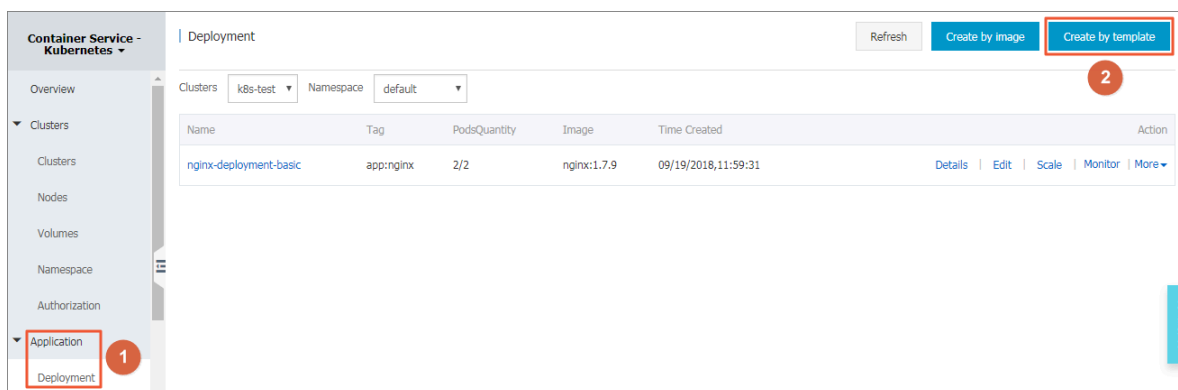 Container Service -
Kubernetes
Deployment
Refresh
Create by image
Create by template
2
Overview
Clusters
k8s-test
Namespace
default
Clusters
Name
Tag
PodsQuantity
Image
Time Created
Action
Clusters
nginx-deployment-basic
app:nginx
2/2
nginx:1.7.9
09/19/2018,11:59:31
Details | Edit | Scale | Monitor | More
Nodes
Volumes
Namespace
Authorization
Application
1
Deployment